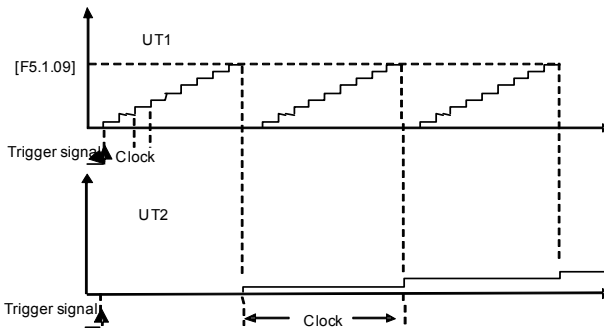 UT1
[F5.1.09]
Trigger signal
Clock
UT2
Trigger signal
Clock